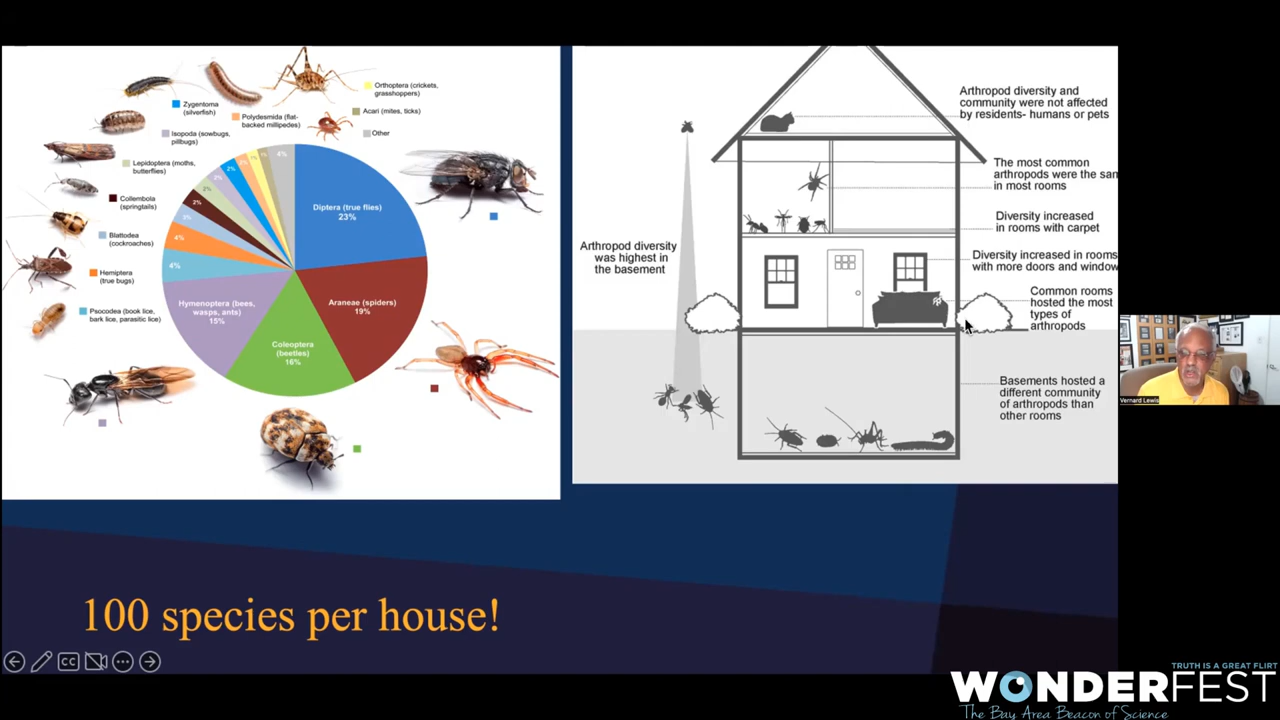 Orthoptera (crickets,
grasshoppers)
Zygentoma
(silverfish)
Polydesmida (flat-
backed millipedes)
Acari (mites, ticks)
Other
Isopoda (sowbugs,
pillbugs)
Lepidoptera (moths,
butterflies)
Collembola
(springtails)
Blattodea
(cockroaches)
Hemiptera
(true bugs)
Psocodea (book lice,
bark lice, parasitic lice)
4%
2%
2%
2%
2%
3%
4%
4%
Diptera (true flies)
23%
Araneae (spiders)
19%
Coleoptera
(beetles)
16%
Hymenoptera (bees,
wasps, ants)
15%
Arthropod diversity
was highest in
the basement
Arthropod diversity and
community were not affected
by residents- humans or pets
The most common
arthropods were the sam
in most rooms
Diversity increased
in rooms with carpet
Diversity increased in rooms
with more doors and window
Common rooms
hosted the most
types of
arthropods
Basements hosted a
different community
of arthropods than
other rooms
Vernard Lewis
100 species per house!
CC
TRUTH IS A GREAT FLIRT
WONDERFEST
The Bay Area Beacon of Science